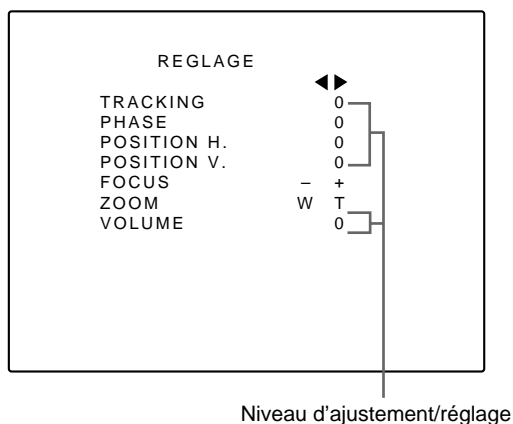 REGLAGE
◀▶
TRACKING 0
PHASE 0
POSITION H. 0
POSITION V. 0
FOCUS – +
ZOOM W T
VOLUME 0
Niveau d'ajustement/réglage